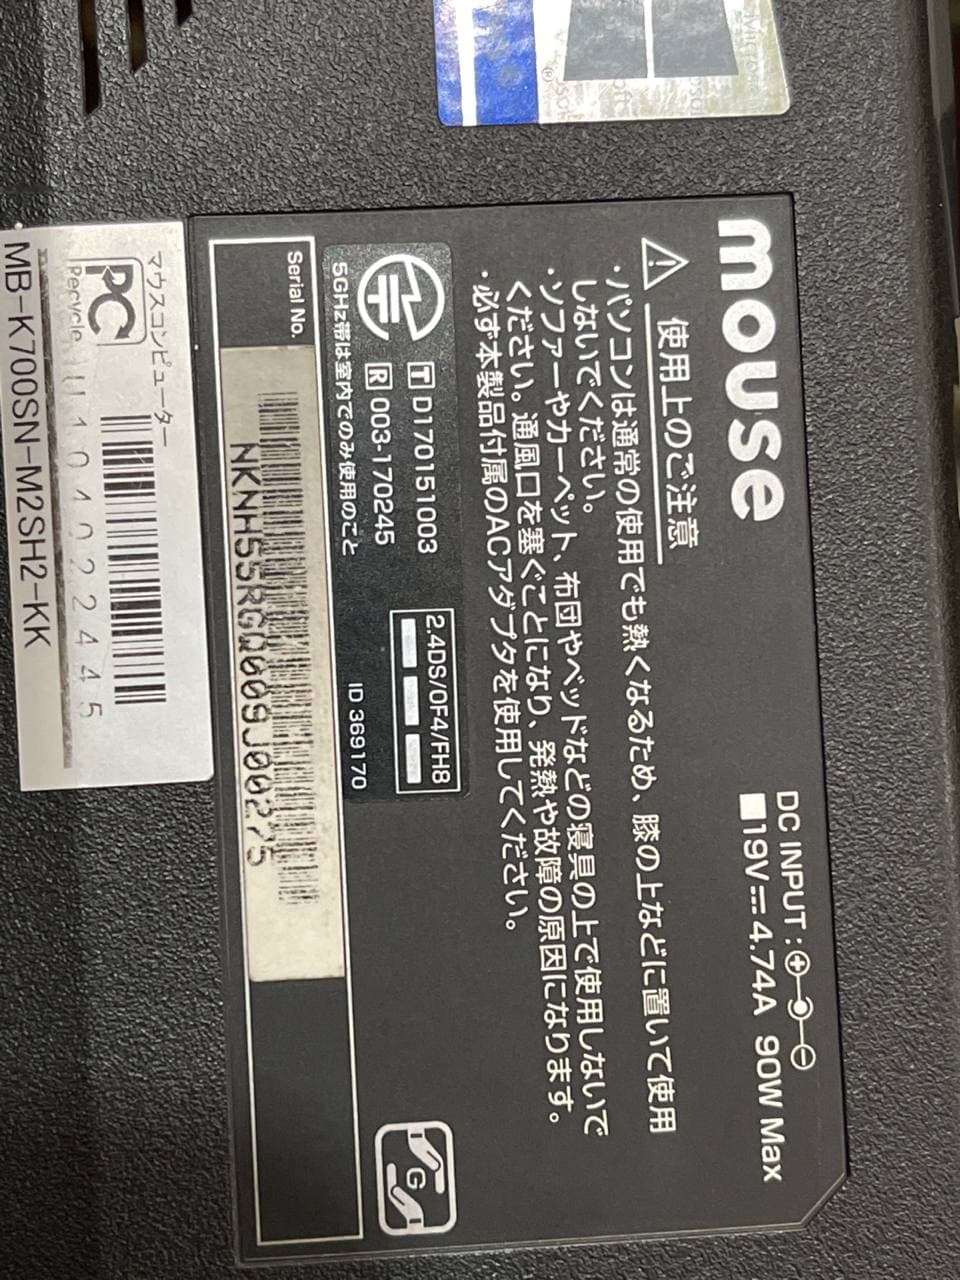 mouse
使用上のご注意
・パソコンは通常の使用でも熱くなるため、膝の上などに置いて使用
しないでください。
・ソファーやカーペット、布団やベッドなどの寝具の上で使用しないで
ください。通風口を塞ぐことになり、発熱や故障の原因になります。
・必ず本製品付属のACアダプタを使用してください。
DC INPUT :
19V 4.74A 90W Max
T D170151003
R 003-170245
5GHz帯は室内でのみ使用のこと
2.4DS/OF4/FH8
ID 369170
G
Serial No.
NKNH55RGQ009J00275
マウスコンピューター
PC
Recycle
MB-K700SN-M2SH2-KK